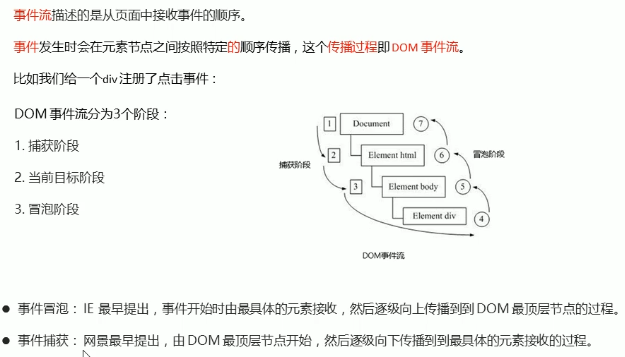 事件流描述的是从页面中接收事件的顺序。
事件发生时会在元素节点之间按照特定的顺序传播，这个传播过程即DOM 事件流。
比如我们给一个div 注册了点击事件：
DOM 事件流分为3个阶段：
1. 捕获阶段
2. 当前目标阶段
3. 冒泡阶段
1 Document 7
2 Element html 6 冒泡阶段
捕获阶段
3 Element body 5
Element div 4
DOM事件流
● 事件冒泡： IE 最早提出，事件开始时由最具体的元素接收，然后逐级向上传播到到 DOM 最顶层节点的过程。
● 事件捕获： 网景最早提出，由 DOM 最顶层节点开始，然后逐级向下传播到到最具体的元素接收的过程。